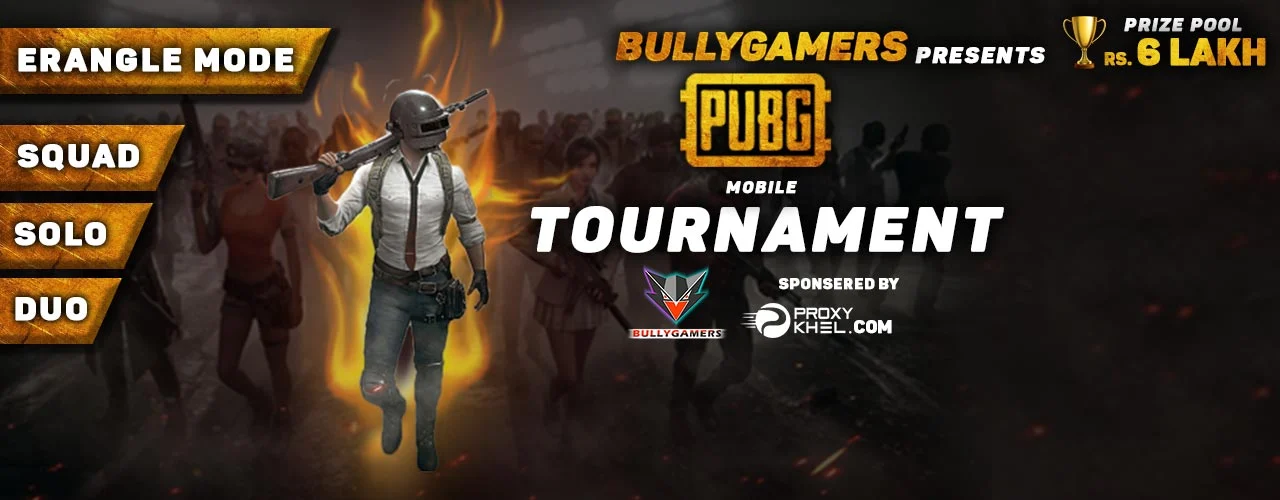 ERANGLE MODE
SQUAD
SOLO
DUO
BULLYGAMERS PRESENTS
PRIZE POOL
RS. 6 LAKH
PUBG
MOBILE
TOURNAMENT
BULLYGAMERS
SPONSERED BY
PROXY
KHEL.COM